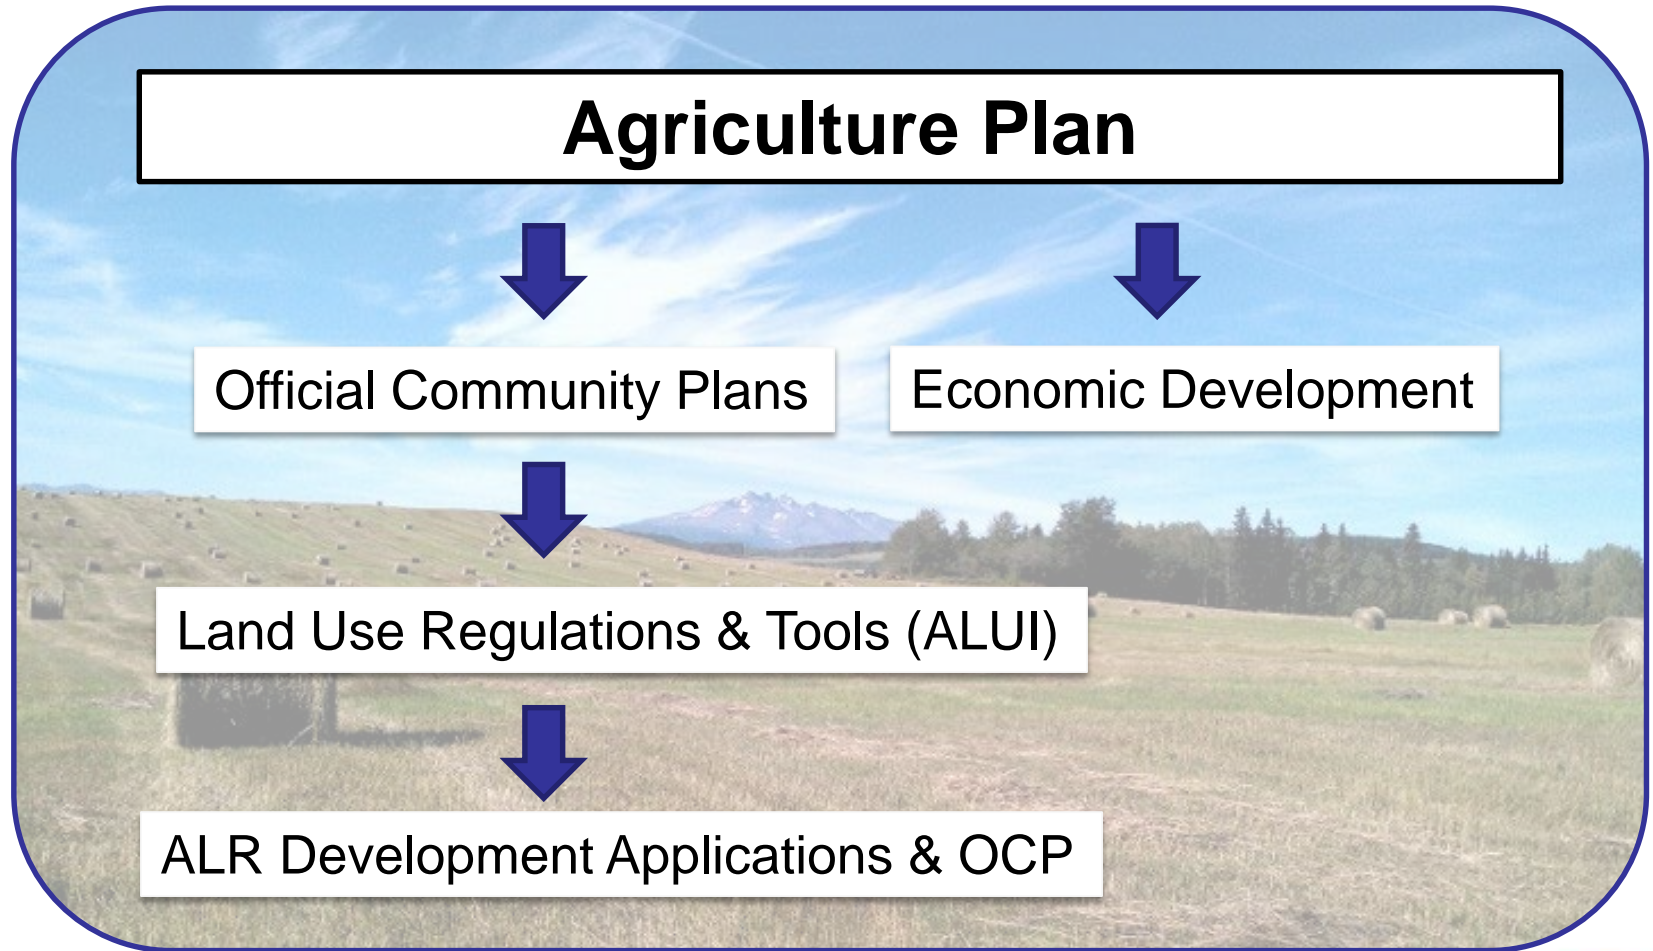 Agriculture Plan
Official Community Plans
Economic Development
Land Use Regulations & Tools (ALUI)
ALR Development Applications & OCP